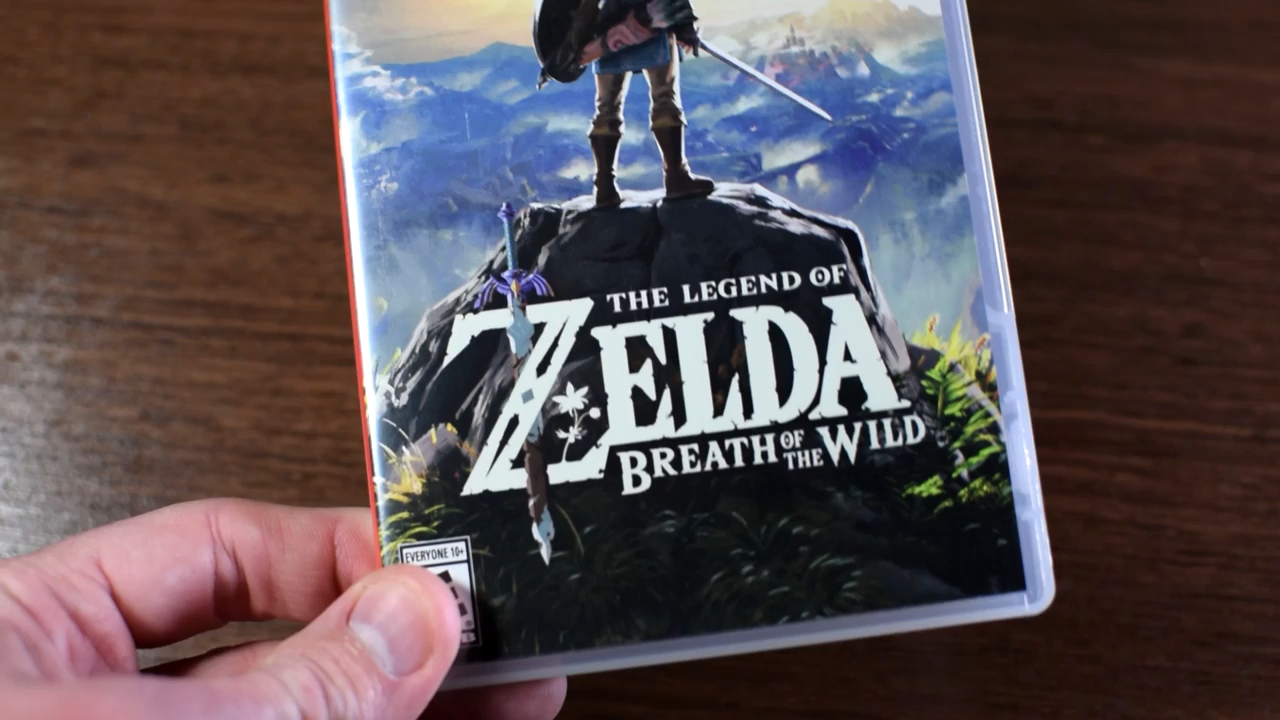 THE LEGEND OF
ZELDA
BREATH OF THE WILD
EVERYONE 10+